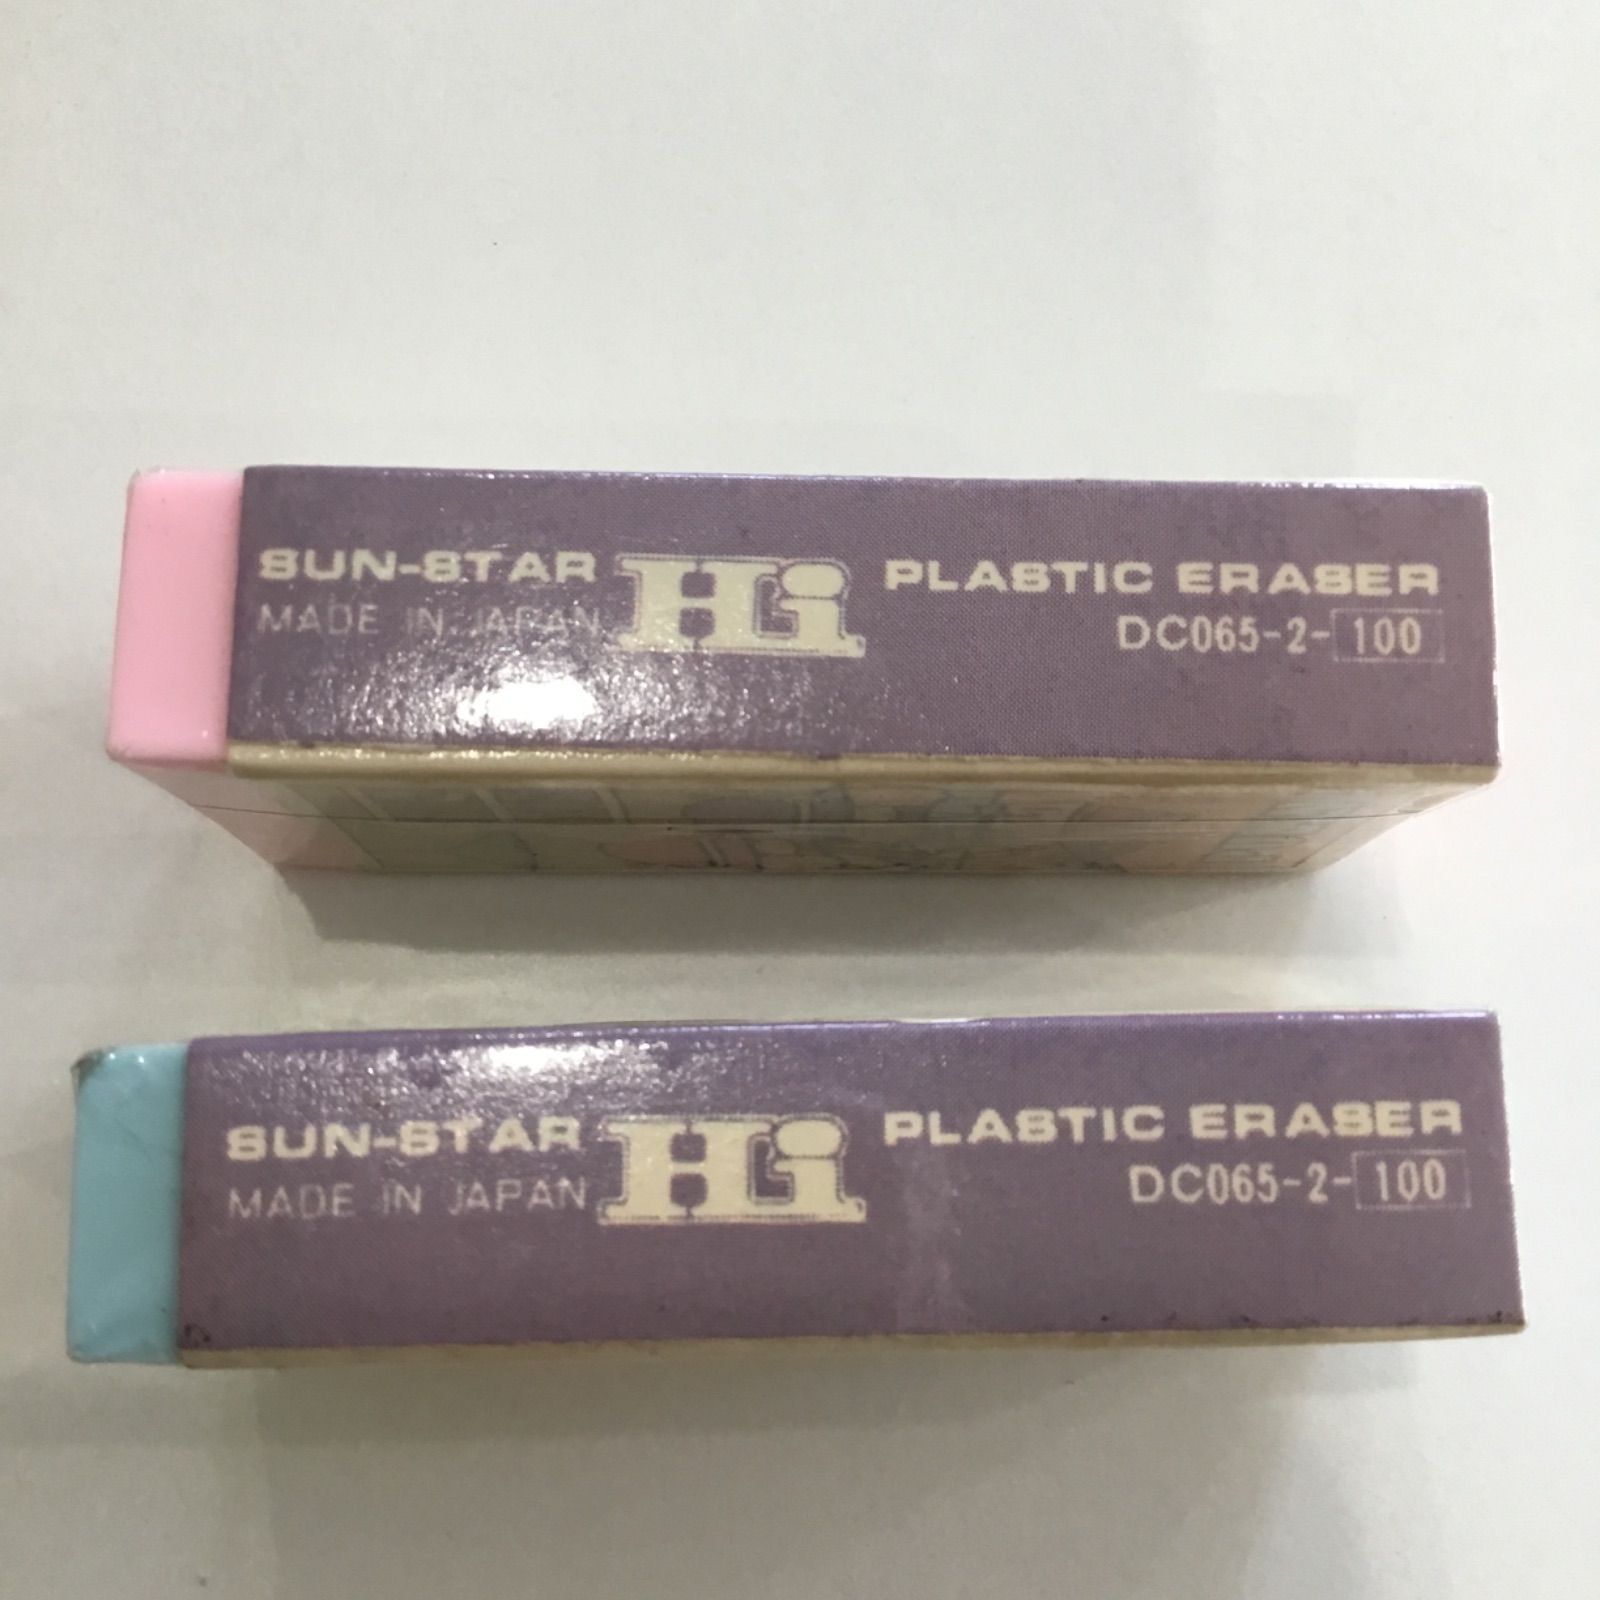 SUN-STAR Hi PLASTIC ERASER
MADE IN JAPAN DC065-2-100
SUN-STAR Hi PLASTIC ERASER
MADE IN JAPAN DC065-2-100